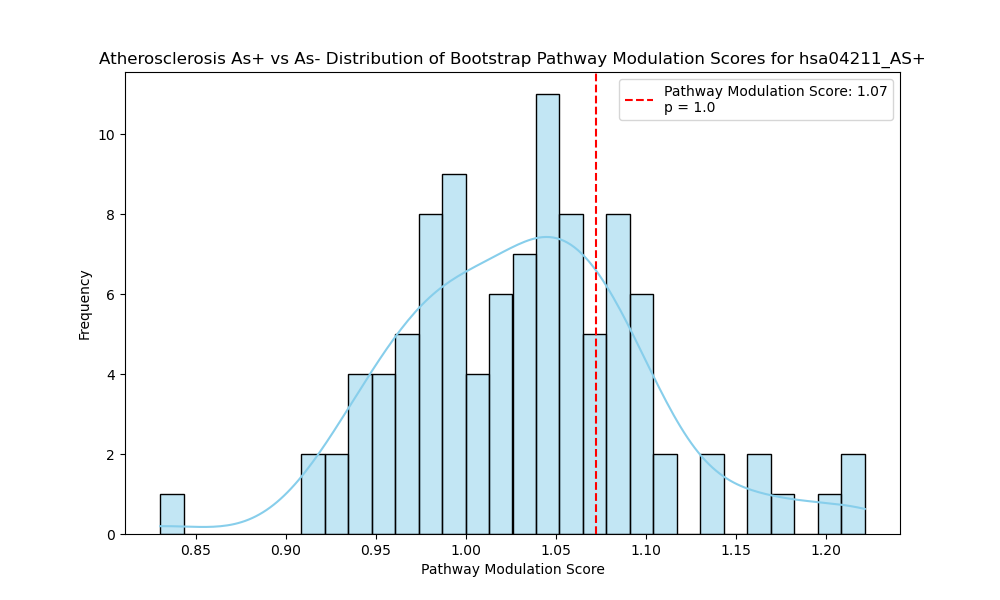 Atherosclerosis As+ vs As- Distribution of Bootstrap Pathway Modulation Scores for hsa04211_AS+
Pathway Modulation Score: 1.07
p = 1.0
Frequency
10
8
6
4
2
0
0.85 0.90 0.95 1.00 1.05 1.10 1.15 1.20
Pathway Modulation Score